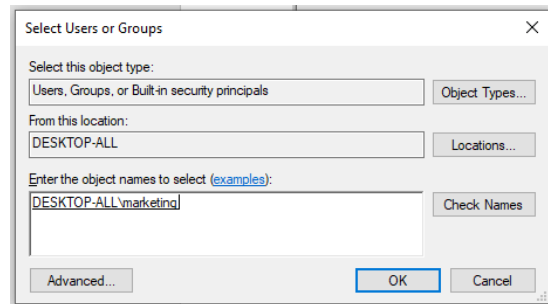 Select Users or Groups
Select this object type:
Users, Groups, or Built-in security principals
Object Types...
From this location:
DESKTOP-ALL
Locations...
Enter the object names to select (examples):
DESKTOP-ALL\marketing
Check Names
Advanced...
OK
Cancel